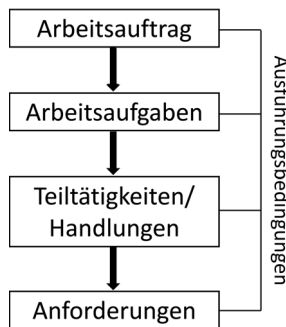 Arbeitsauftrag
Arbeitsaufgaben
Teiltätigkeiten/
Handlungen
Anforderungen
Ausführungsbedingungen